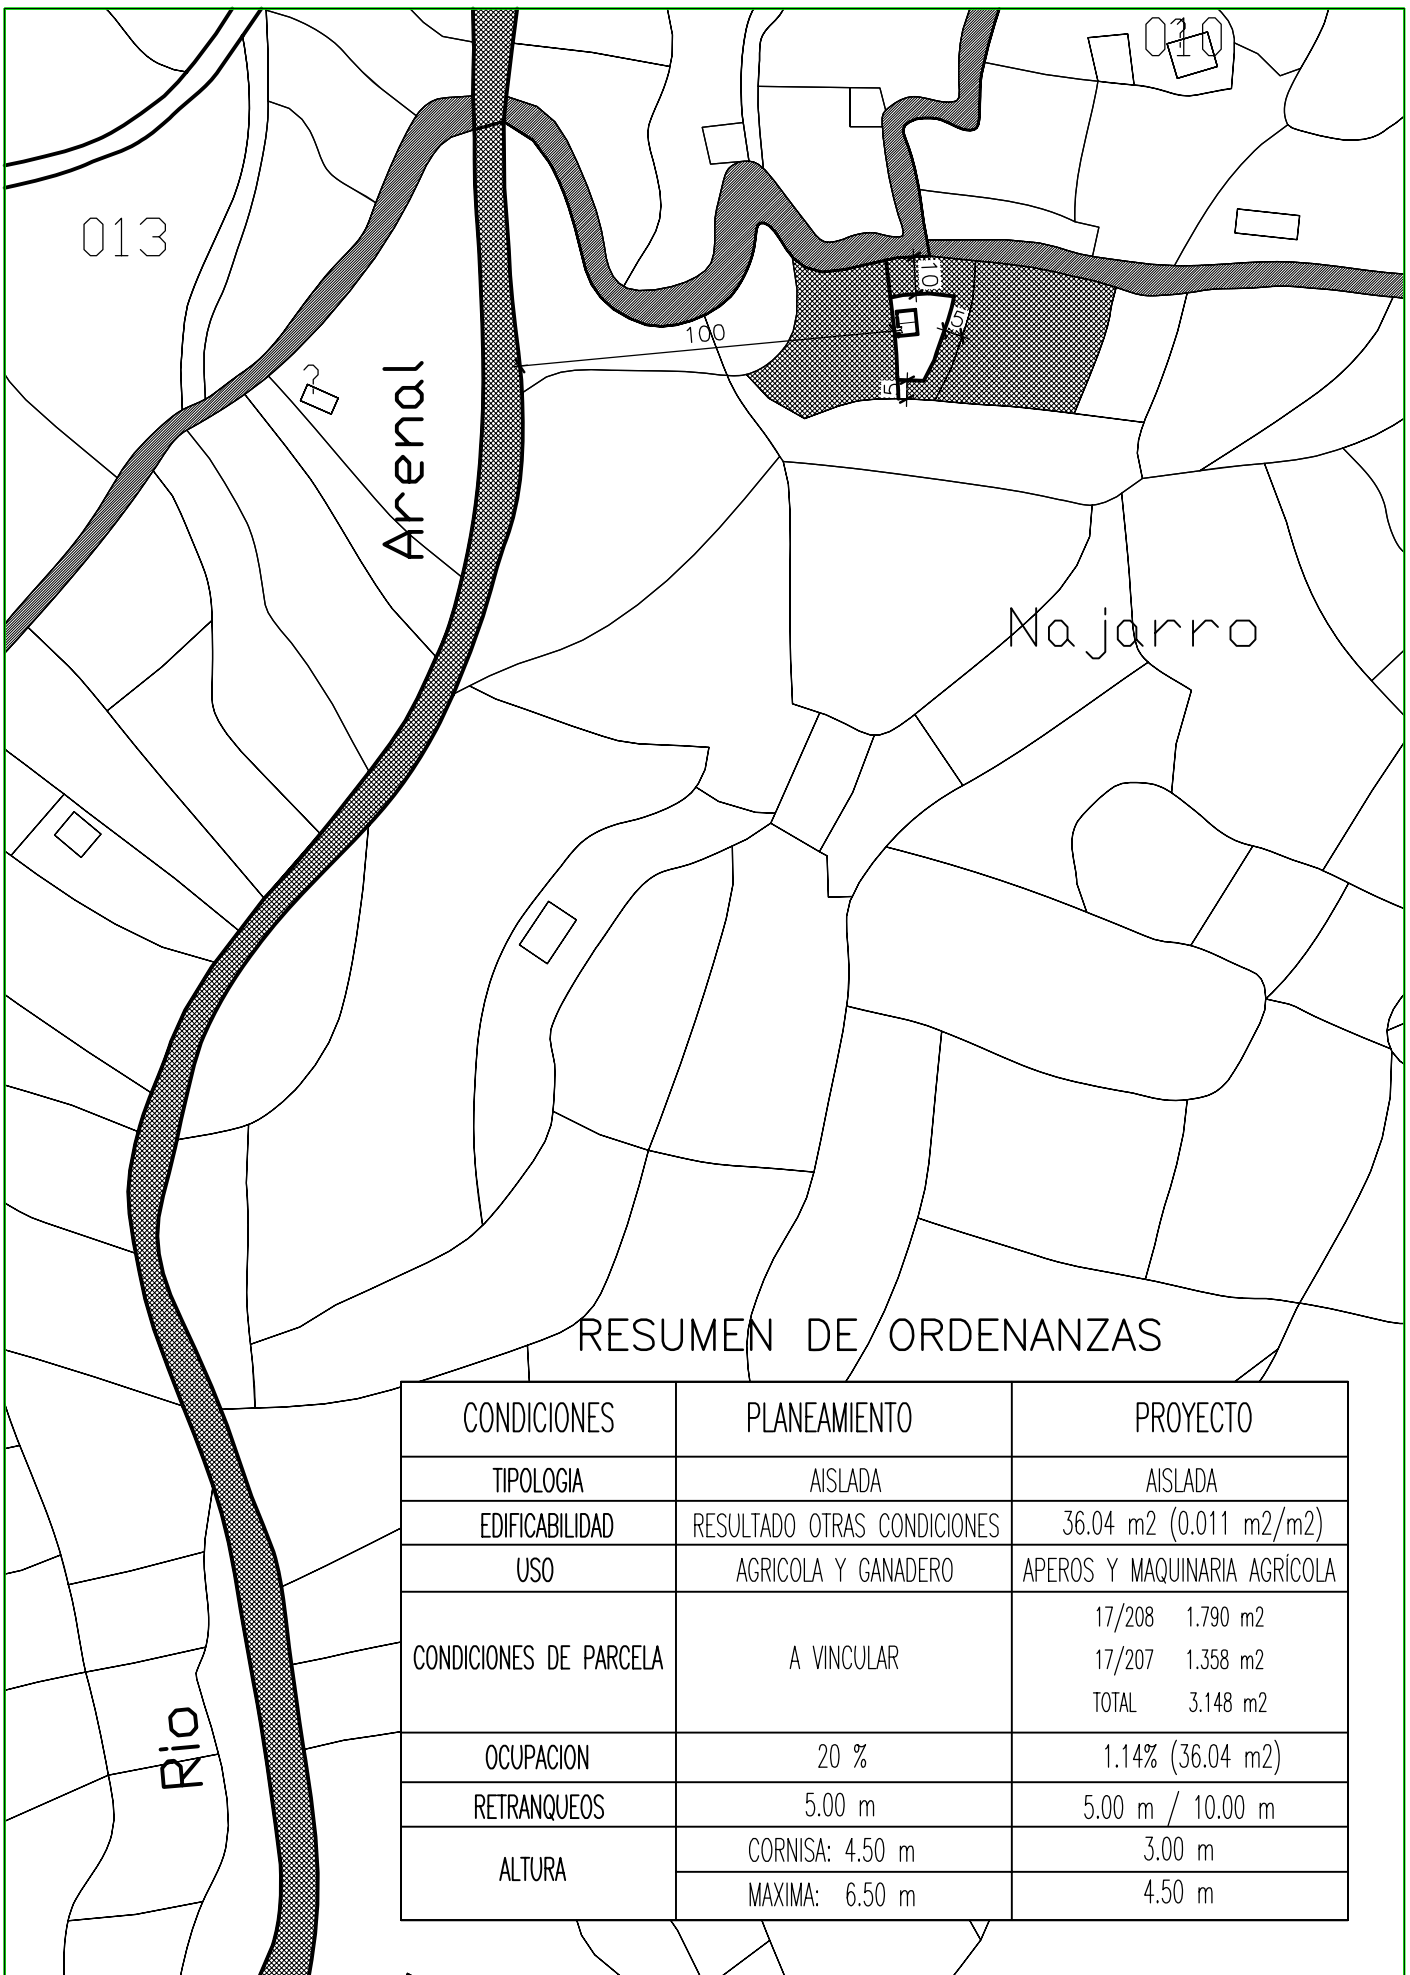 010
013
10
5
100
5
?
Arenal
Najarro
RESUMEN DE ORDENANZAS
CONDICIONES PLANEAMIENTO PROYECTO
TIPOLOGIA AISLADA AISLADA
EDIFICABILIDAD RESULTADO OTRAS CONDICIONES 36.04 m2 (0.011 m2/m2)
USO AGRICOLA Y GANADERO APEROS Y MAQUINARIA AGRÍCOLA
CONDICIONES DE PARCELA A VINCULAR
17/208 1.790 m2
17/207 1.358 m2
TOTAL 3.148 m2
OCUPACION 20 % 1.14% (36.04 m2)
RETRANQUEOS 5.00 m 5.00 m / 10.00 m
ALTURA
CORNISA: 4.50 m 3.00 m
MAXIMA: 6.50 m 4.50 m
Rio